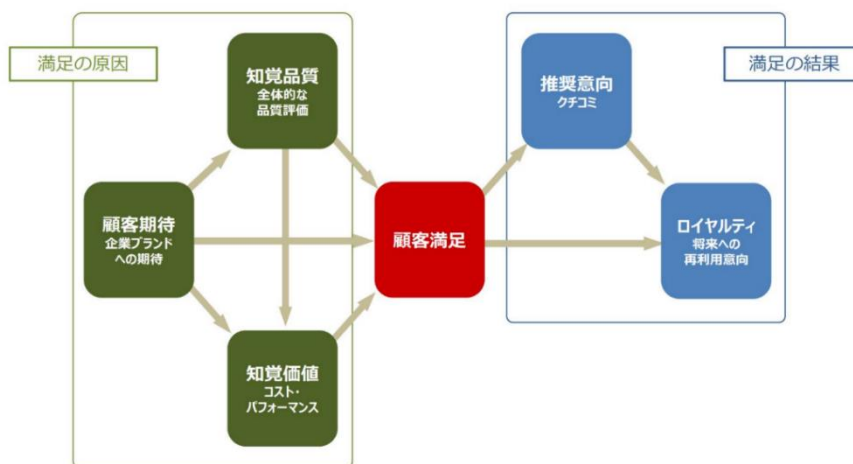 満足の原因
知覚品質
全体的な
品質評価
顧客期待
企業ブランド
への期待
知覚価値
コスト・
パフォーマンス
顧客満足
満足の結果
推奨意向
クチコミ
ロイヤルティ
将来への
再利用意向